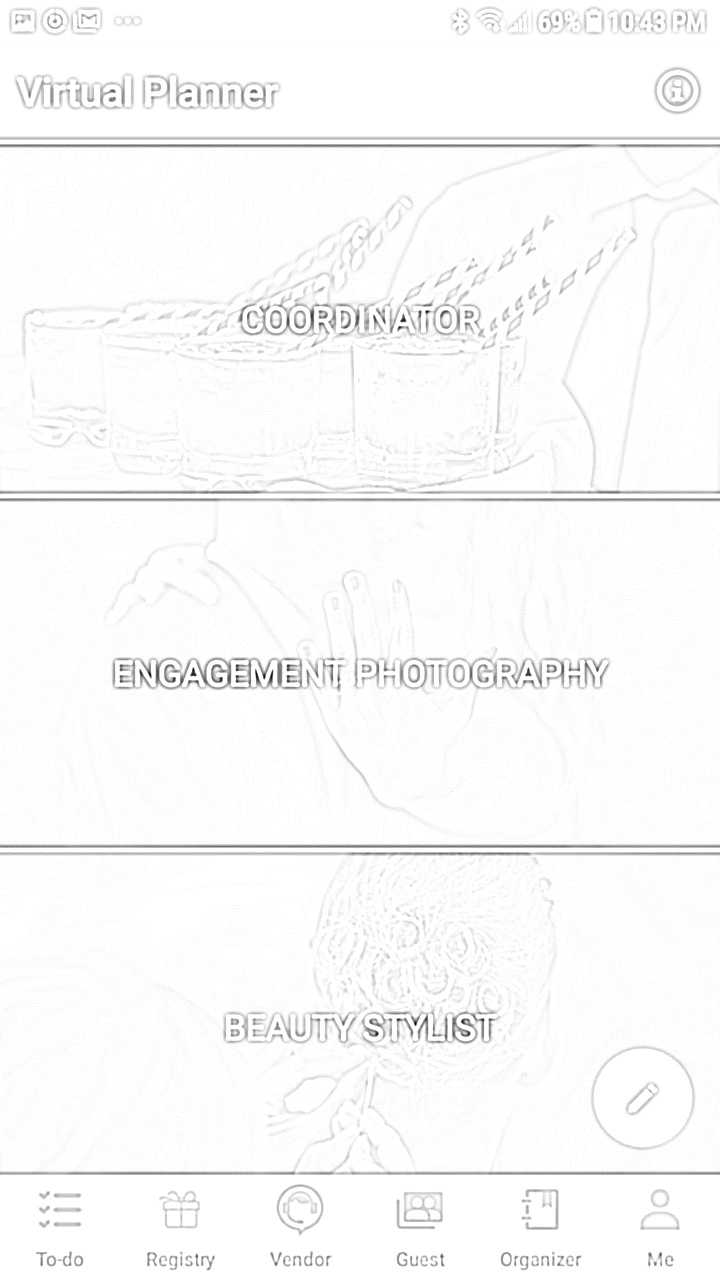 69% 10:43 PM
Virtual Planner
COORDINATOR
ENGAGEMENT PHOTOGRAPHY
BEAUTY STYLIST
To-do Registry Vendor Guest Organizer Me